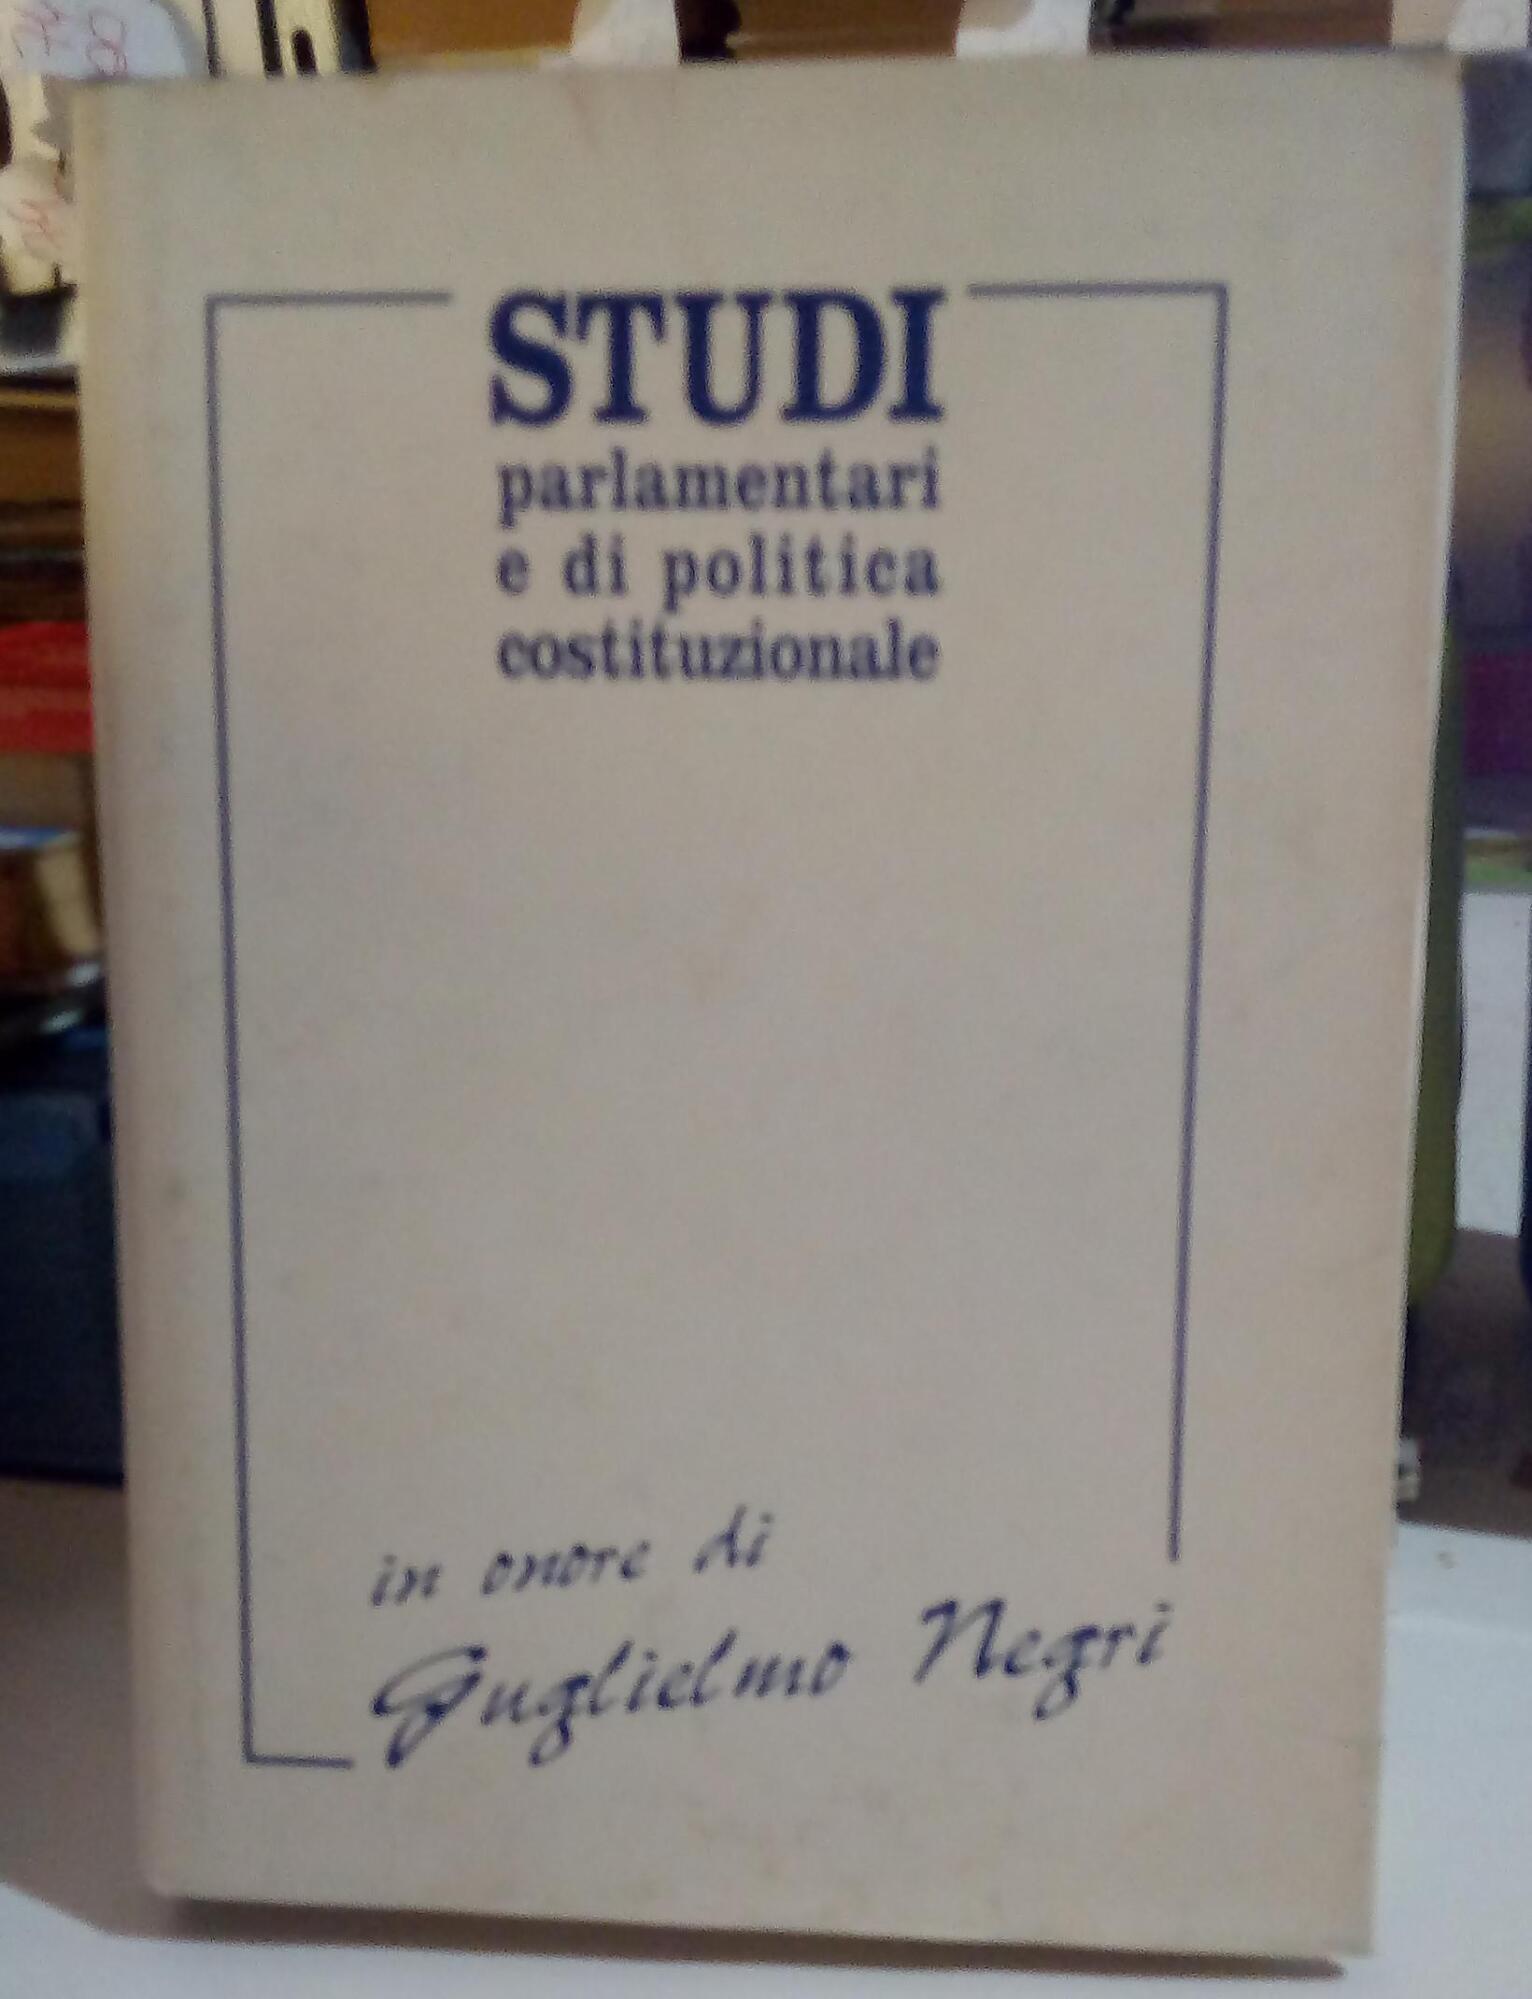 STUDI
parlamentari
e di politica
costituzionale
in onore di
Guglielmo Negri